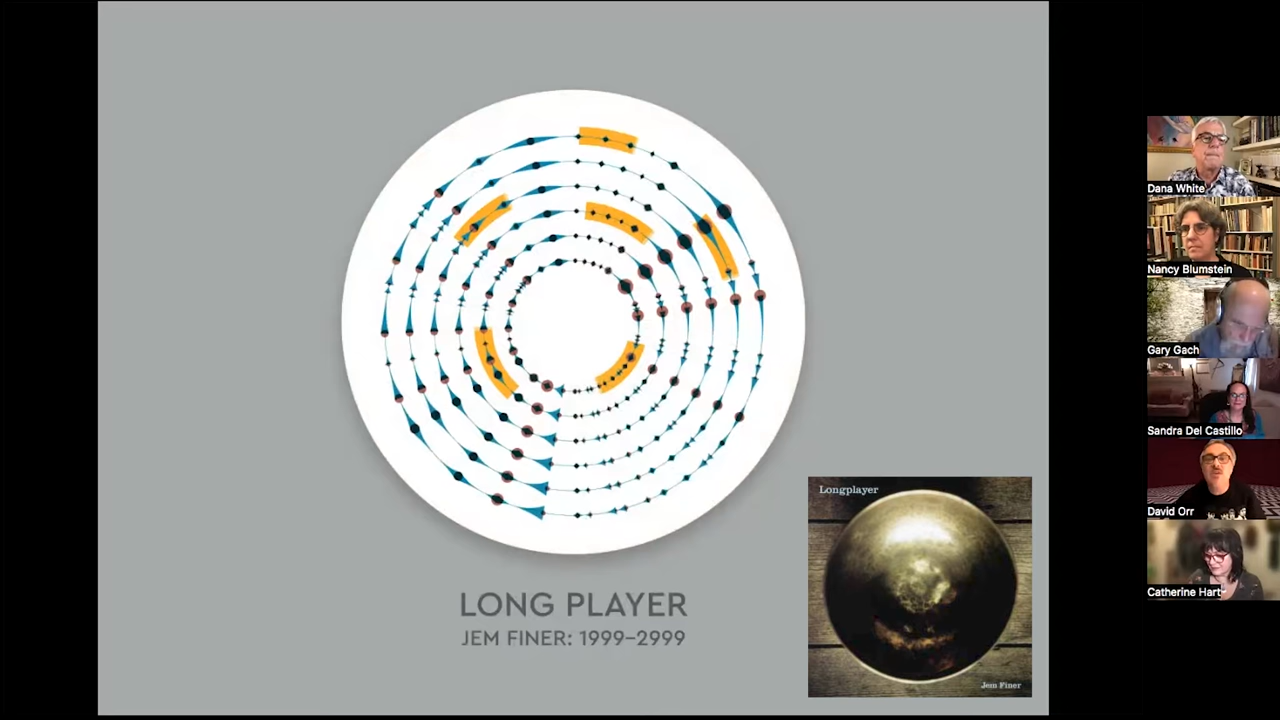 LONG PLAYER
JEM FINER: 1999–2999
Longplayer
Jem Finer
Dana White
Nancy Blumstein
Gary Gach
Sandra Del Castillo
David Orr
Catherine Hart